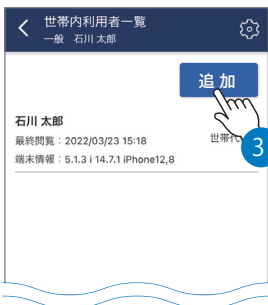 世帯内利用者一覧
一般 石川 太郎
追加
石川 太郎
最終閲覧：2022/03/23 15:18
世帯代
端末情報：5.1.3 i 14.7.1 iPhone12,8
3